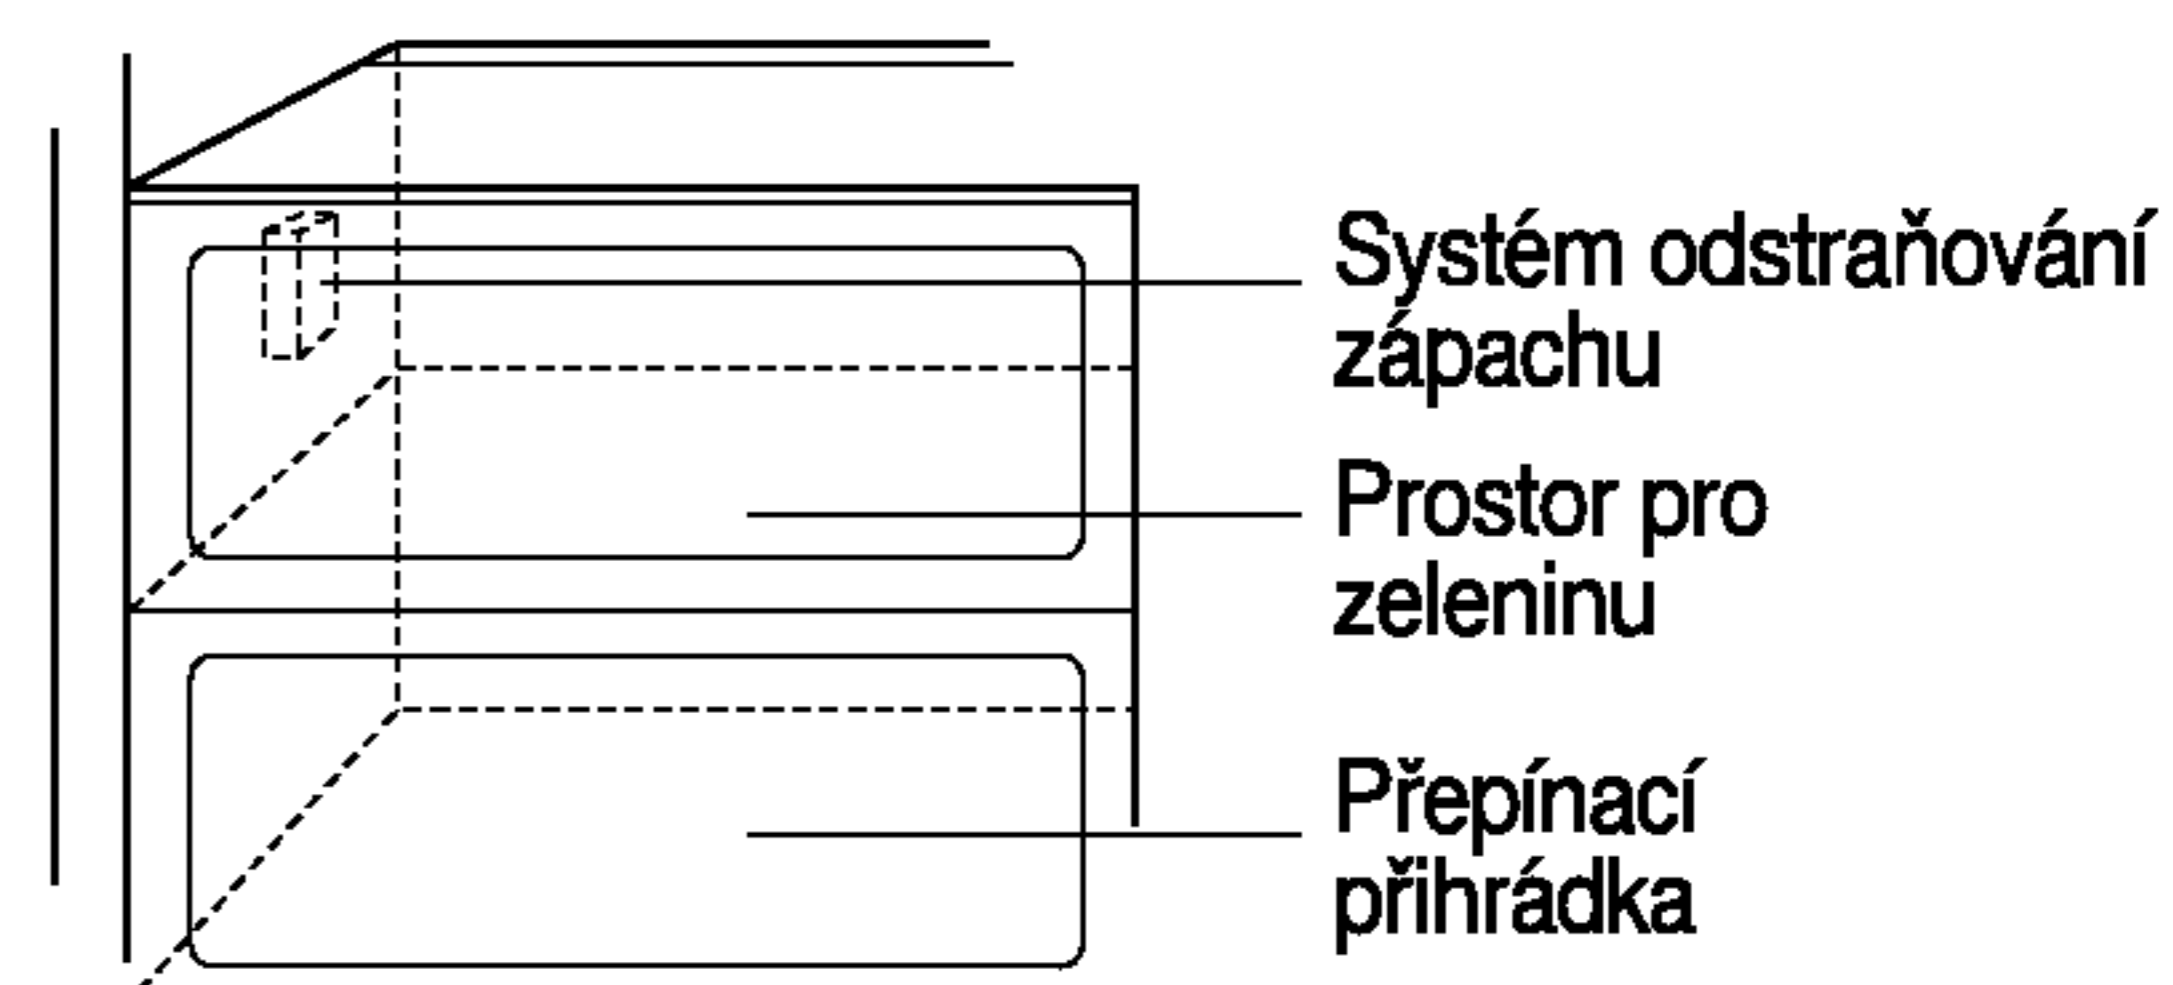 Systém odstraňování
zápachu
Prostor pro
zeleninu
Přepínací
přihrádka